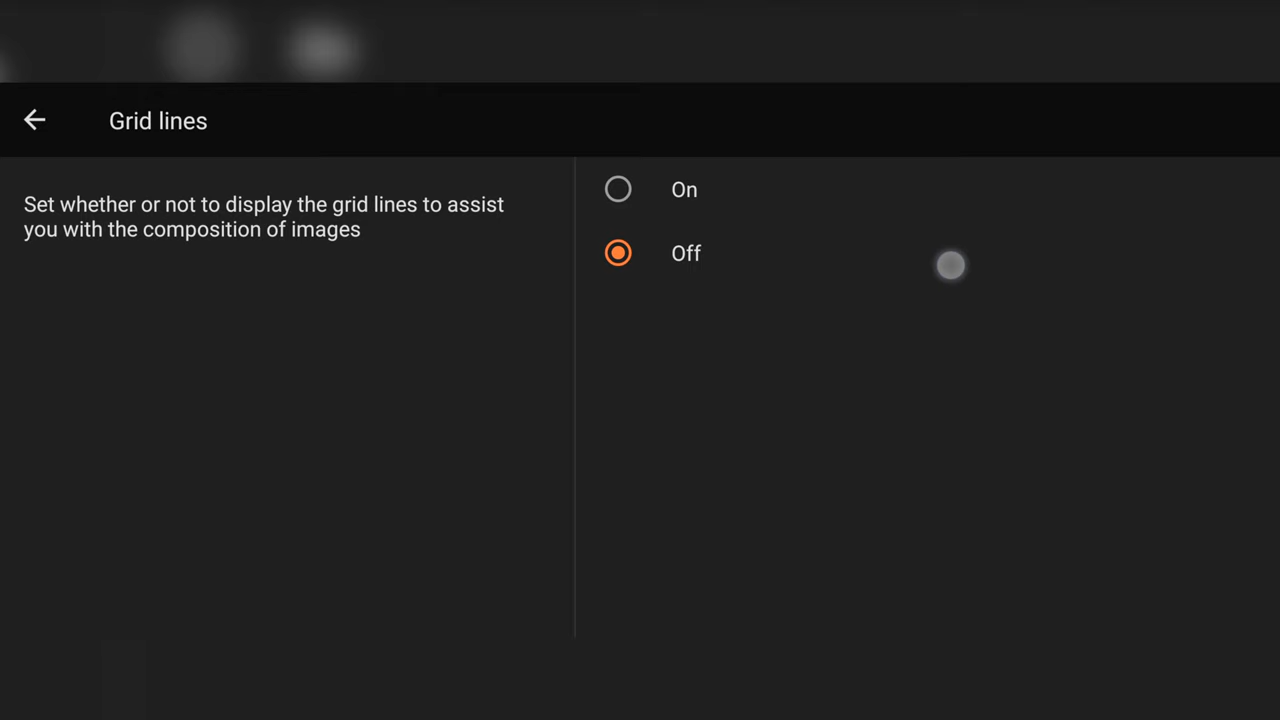 Grid lines
Set whether or not to display the grid lines to assist
you with the composition of images
On
Off